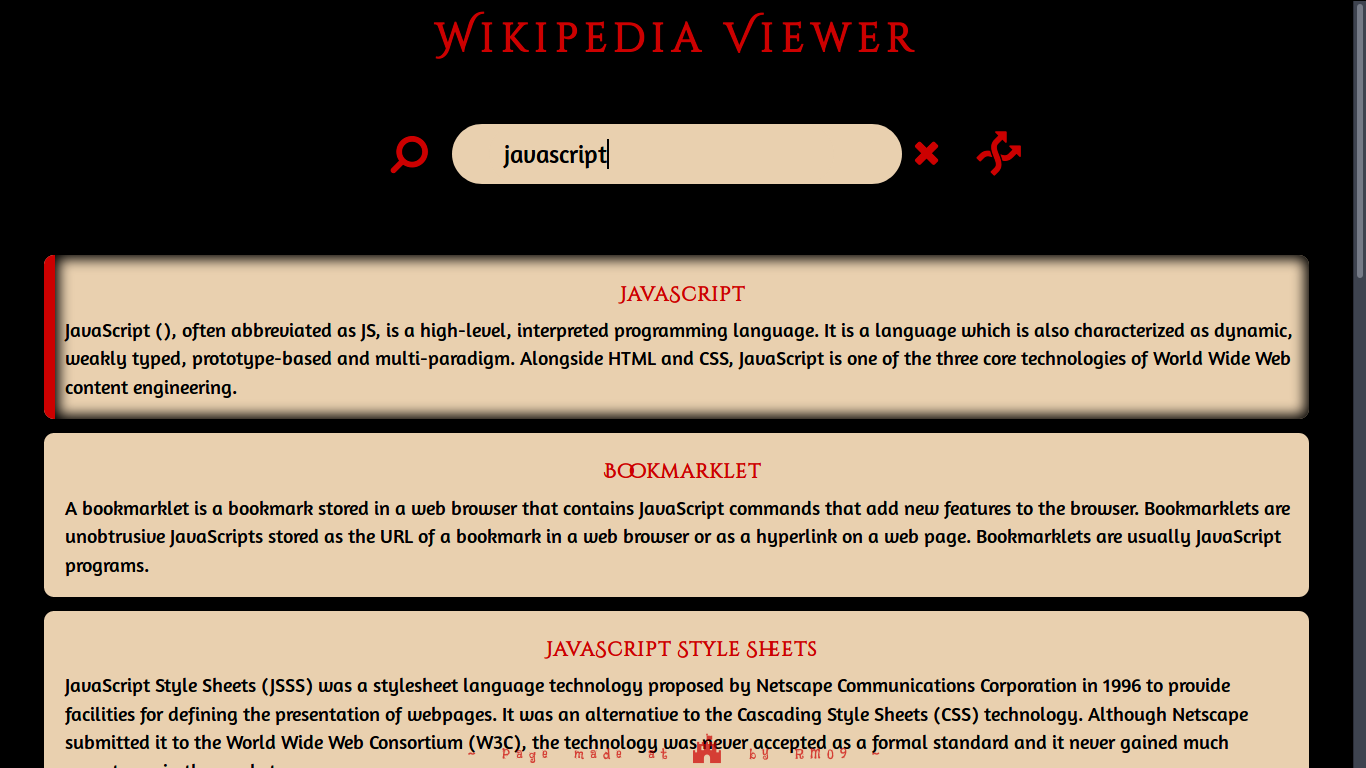 Wikipedia Viewer
javascript
JavaScript
JavaScript (), often abbreviated as JS, is a high-level, interpreted programming language. It is a language which is also characterized as dynamic,
weakly typed, prototype-based and multi-paradigm. Alongside HTML and CSS, JavaScript is one of the three core technologies of World Wide Web
content engineering.
Bookmarklet
A bookmarklet is a bookmark stored in a web browser that contains JavaScript commands that add new features to the browser. Bookmarklets are
unobtrusive JavaScripts stored as the URL of a bookmark in a web browser or as a hyperlink on a web page. Bookmarklets are usually JavaScript
programs.
JavaScript Style Sheets
JavaScript Style Sheets (JSSS) was a stylesheet language technology proposed by Netscape Communications Corporation in 1996 to provide
facilities for defining the presentation of webpages. It was an alternative to the Cascading Style Sheets (CSS) technology. Although Netscape
submitted it to the World Wide Web Consortium (W3C), the technology was never accepted as a formal standard and it never gained much
~ Page made at by RM09 ~